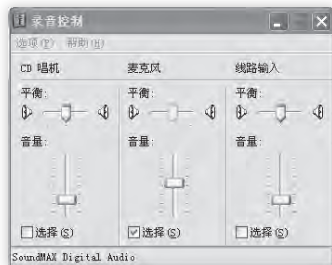 录音控制
选项(P) 帮助(H)
CD 唱机 麦克风 线路输入
平衡: 平衡: 平衡:
音量: 音量: 音量:
选择(S) 选择(S) 选择(S)
SoundMAX Digital Audio